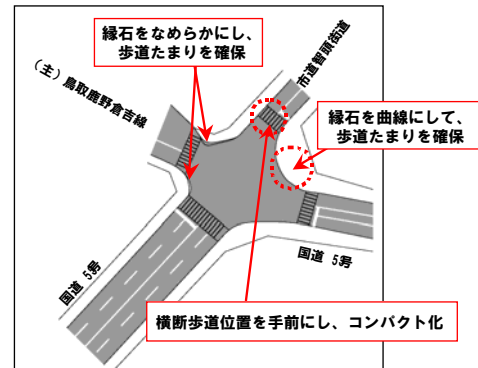 縁石をなめらかにし、
歩道たまりを確保
市道智頭街道
（主）鳥取鹿野倉吉線
縁石を曲線にして、
歩道たまりを確保
国道 5号
国道 5号
横断歩道位置を手前にし、コンパクト化